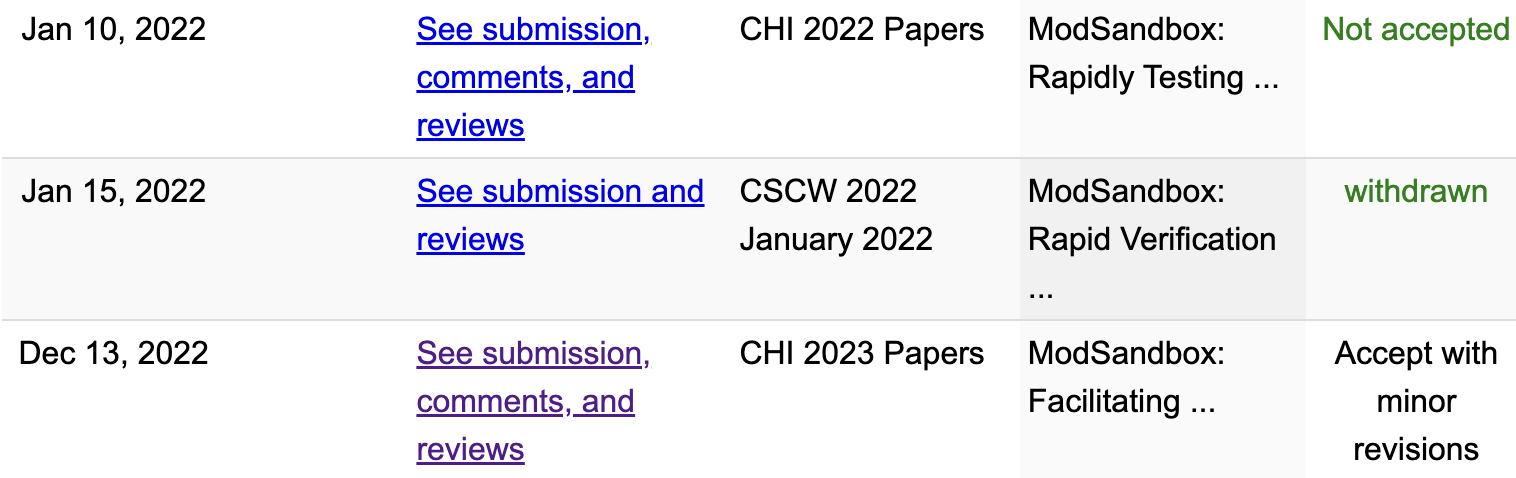 Jan 10, 2022
See submission,
comments, and
reviews
CHI 2022 Papers
ModSandbox:
Rapidly Testing ...
Not accepted
Jan 15, 2022
See submission and
reviews
CSCW 2022
January 2022
ModSandbox:
Rapid Verification
...
withdrawn
Dec 13, 2022
See submission,
comments, and
reviews
CHI 2023 Papers
ModSandbox:
Facilitating ...
Accept with
minor
revisions